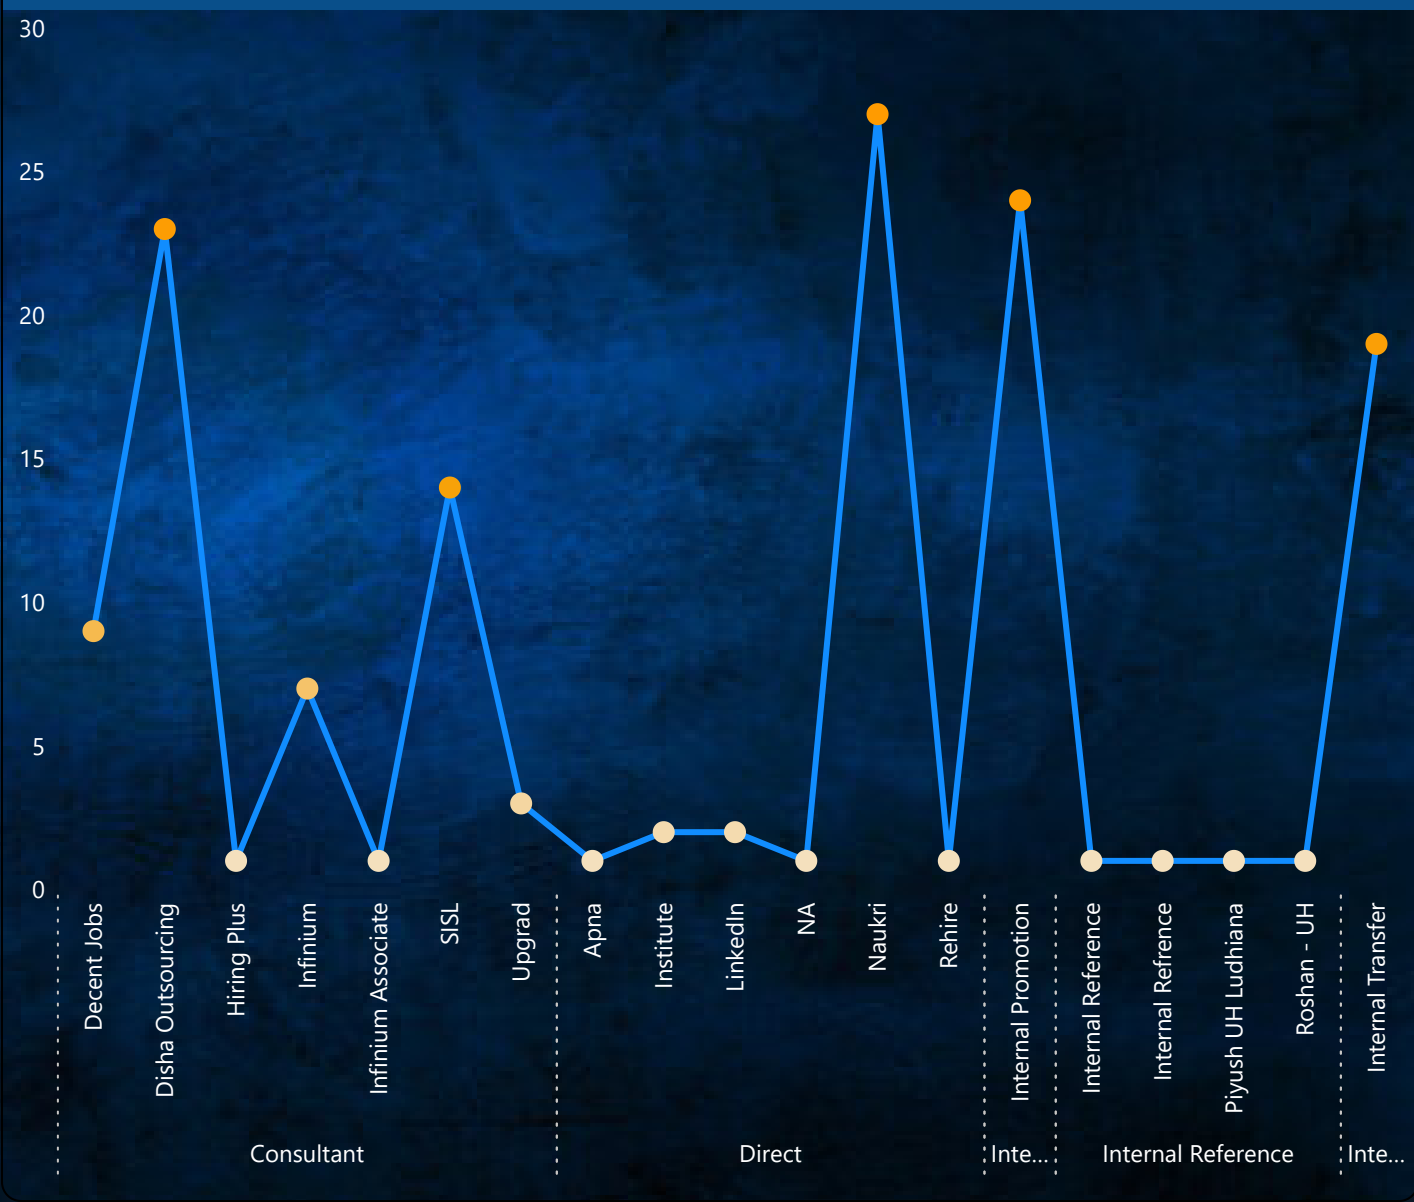 30
25
20
15
10
5
0
Decent Jobs
Disha Outsourcing
Hiring Plus
Infinium
Infinium Associate
SISL
Upgrad
Apna
Institute
LinkedIn
NA
Naukri
Rehire
Internal Promotion
Internal Reference
Internal Refrence
Piyush UH Ludhiana
Roshan - UH
Internal Transfer
Consultant
Direct
Inte...
Internal Reference
Inte...